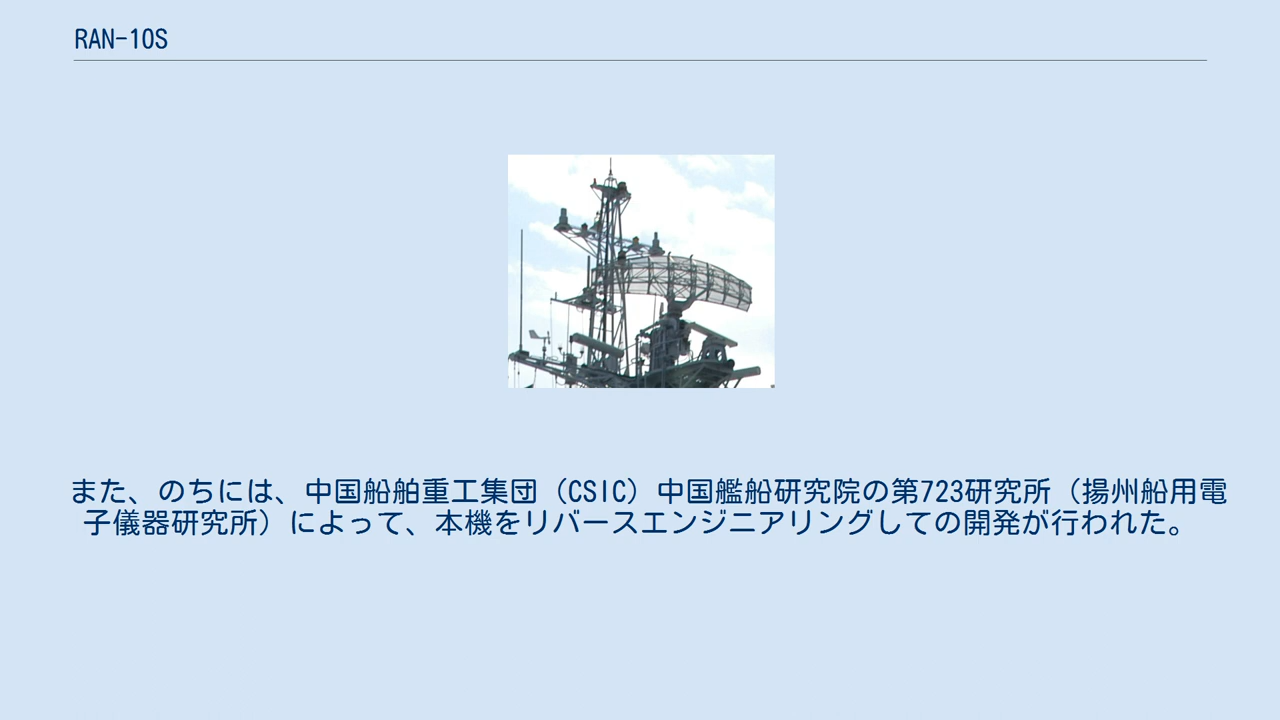 RAN-10S
また、のちには、中国船舶重工集団（CSIC）中国艦船研究院の第723研究所（揚州船用電
子儀器研究所）によって、本機をリバースエンジニアリングしての開発が行われた。